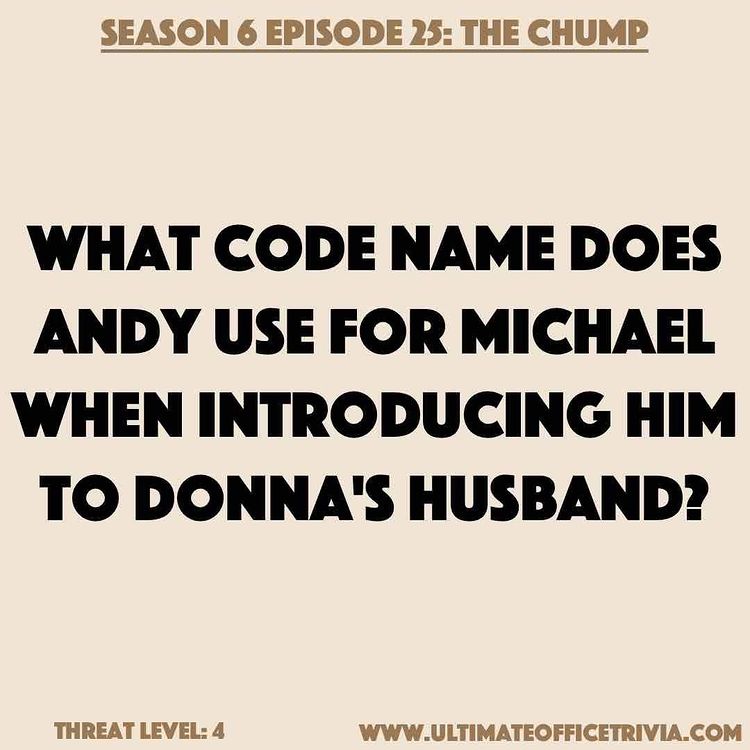 SEASON 6 EPISODE 25: THE CHUMP
WHAT CODE NAME DOES
ANDY USE FOR MICHAEL
WHEN INTRODUCING HIM
TO DONNA'S HUSBAND?
THREAT LEVEL: 4
WWW.ULTIMATEOFFICETRIVIA.COM